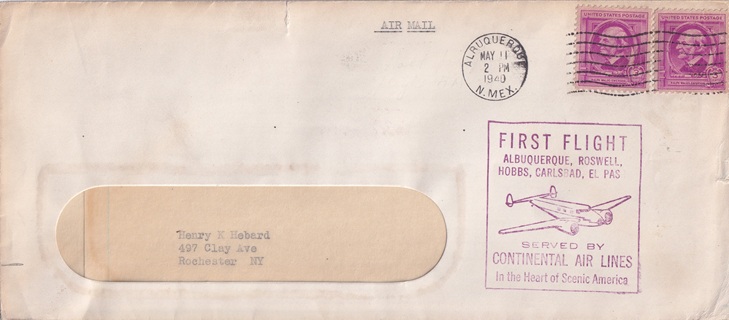 AIR MAIL
ALBUQUERQUE
MAY 11
2 PM
1940
N.MEX.
UNITED STATES POSTAGE
UNITED STATES POSTAGE
FIRST FLIGHT
ALBUQUERQUE, ROSWELL,
HOBBS, CARLSBAD, EL PAS
SERVED BY
CONTINENTAL AIR LINES
In the Heart of Scenic America
Henry K Hebard
497 Clay Ave
Rochester NY